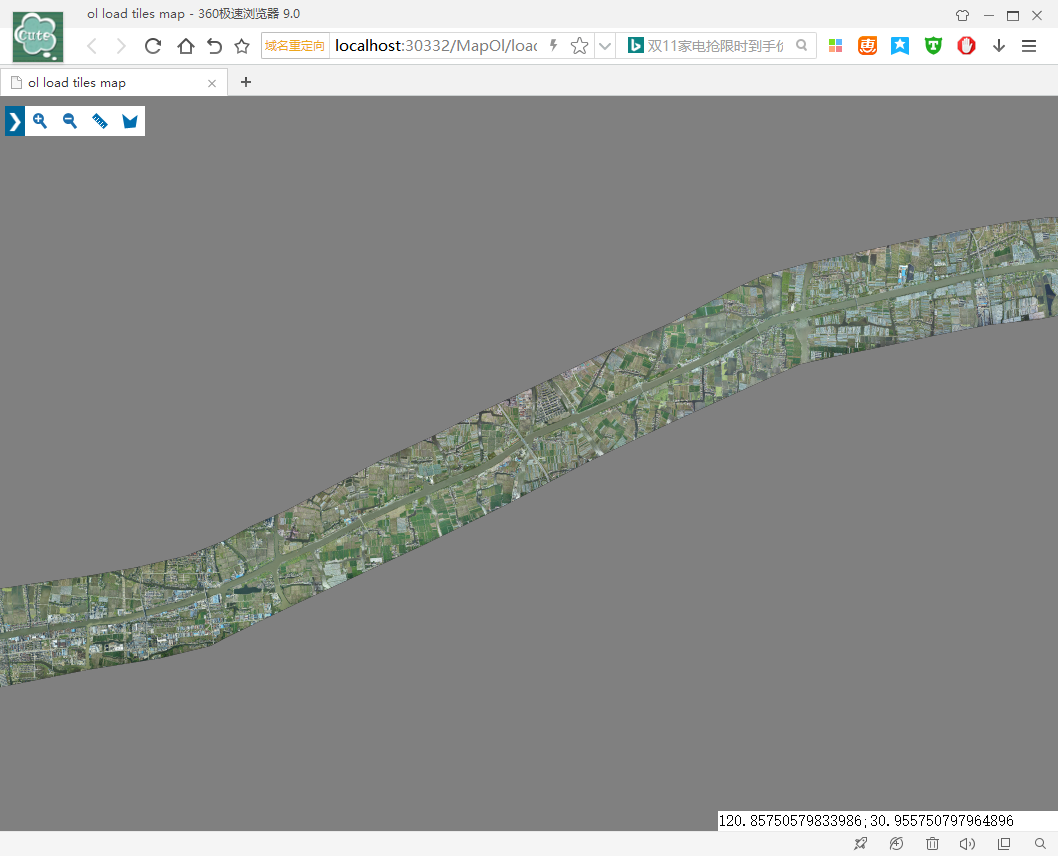 Cute
ol load tiles map - 360极速浏览器 9.0
域名重定向 localhost:30332/MapOl/load 双11家电抢限时到手价
ol load tiles map
120.85750579833986;30.955750797964896